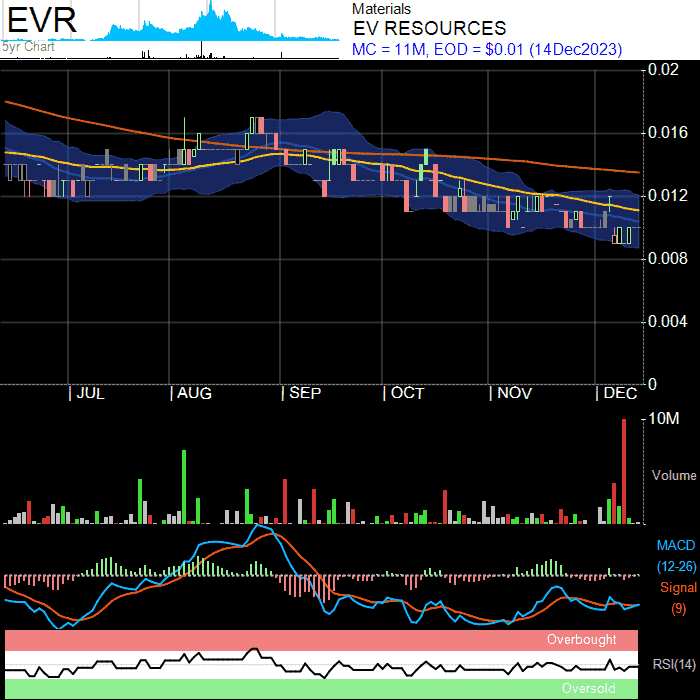 EVR
5yr Chart
Materials
EV RESOURCES
MC = 11M, EOD = $0.01 (14Dec2023)
0.02
0.016
0.012
0.008
0.004
0
JUL AUG SEP OCT NOV DEC
10M
Volume
MACD
(12-26)
Signal
(9)
Overbought
RSI(14)
Oversold